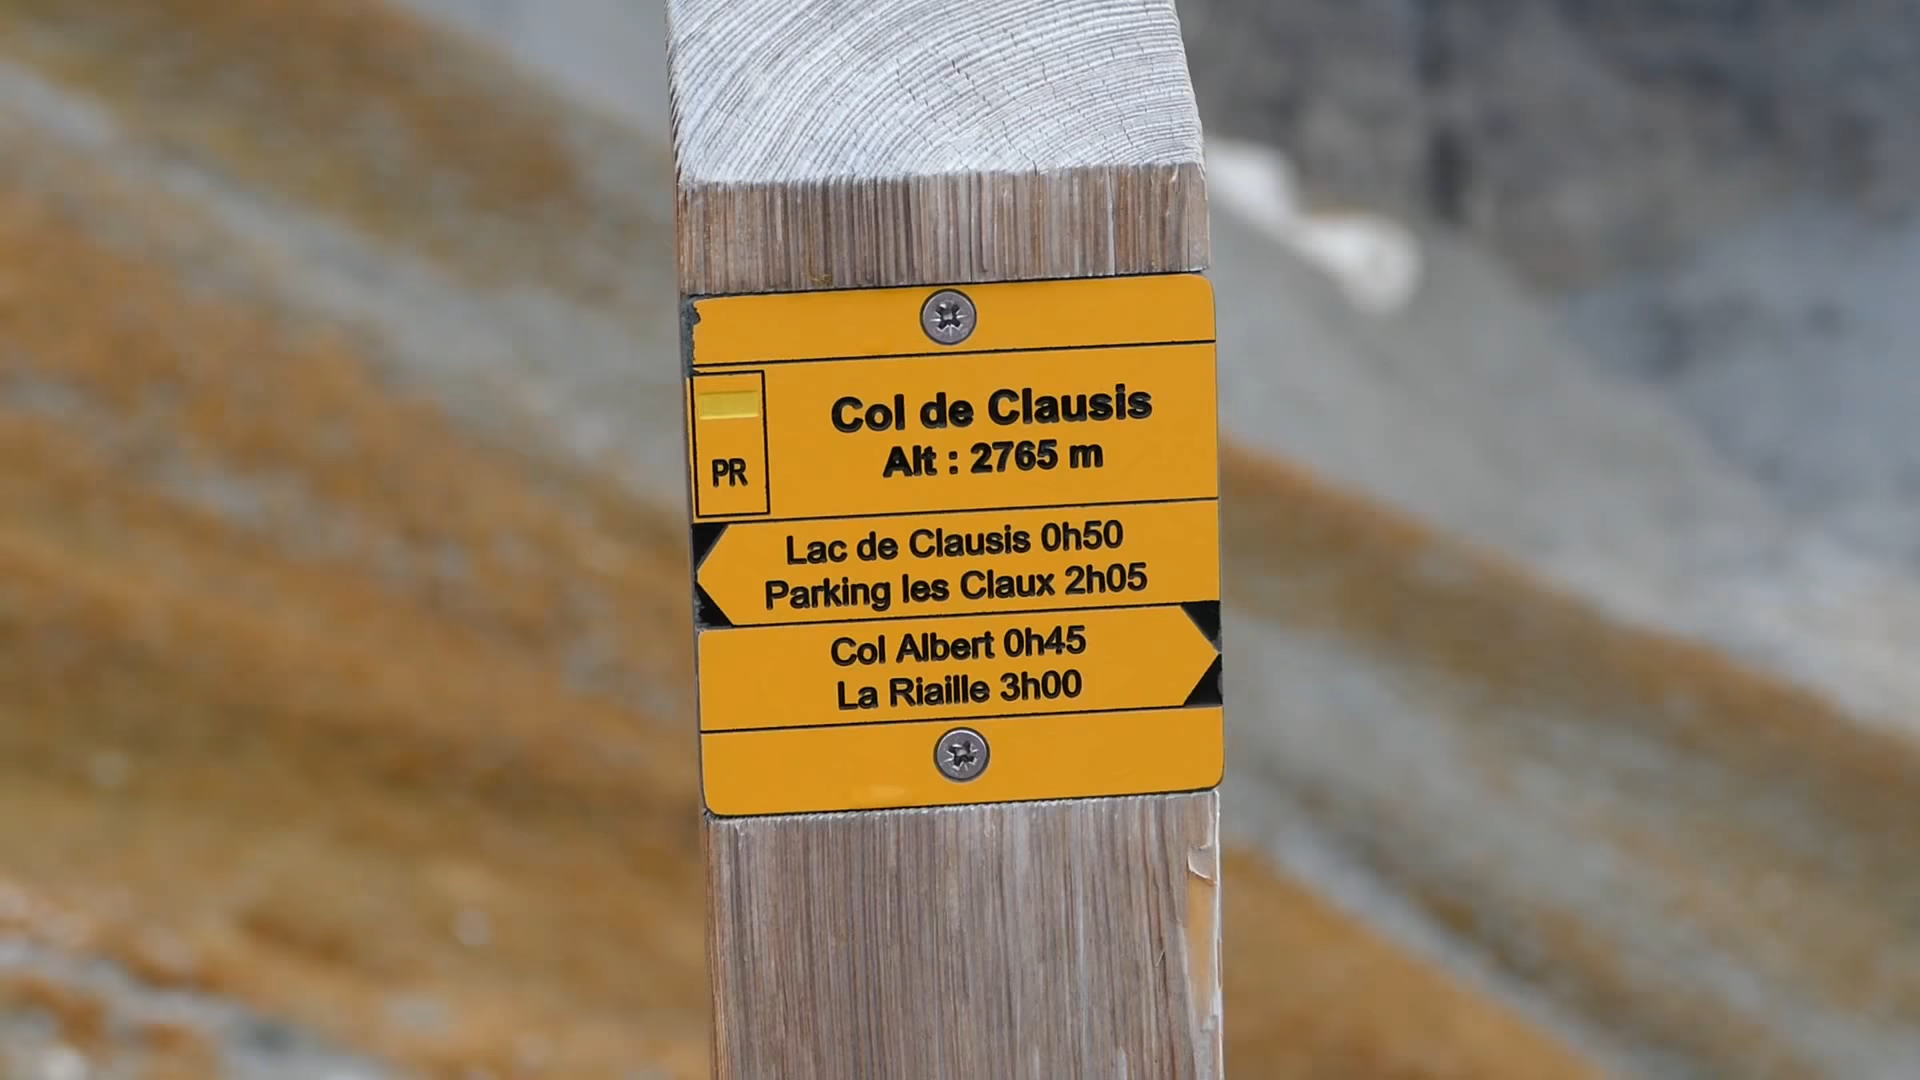 Col de Clausis
Alt : 2765 m
PR
Lac de Clausis 0h50
Parking les Claux 2h05
Col Albert 0h45
La Riaille 3h00